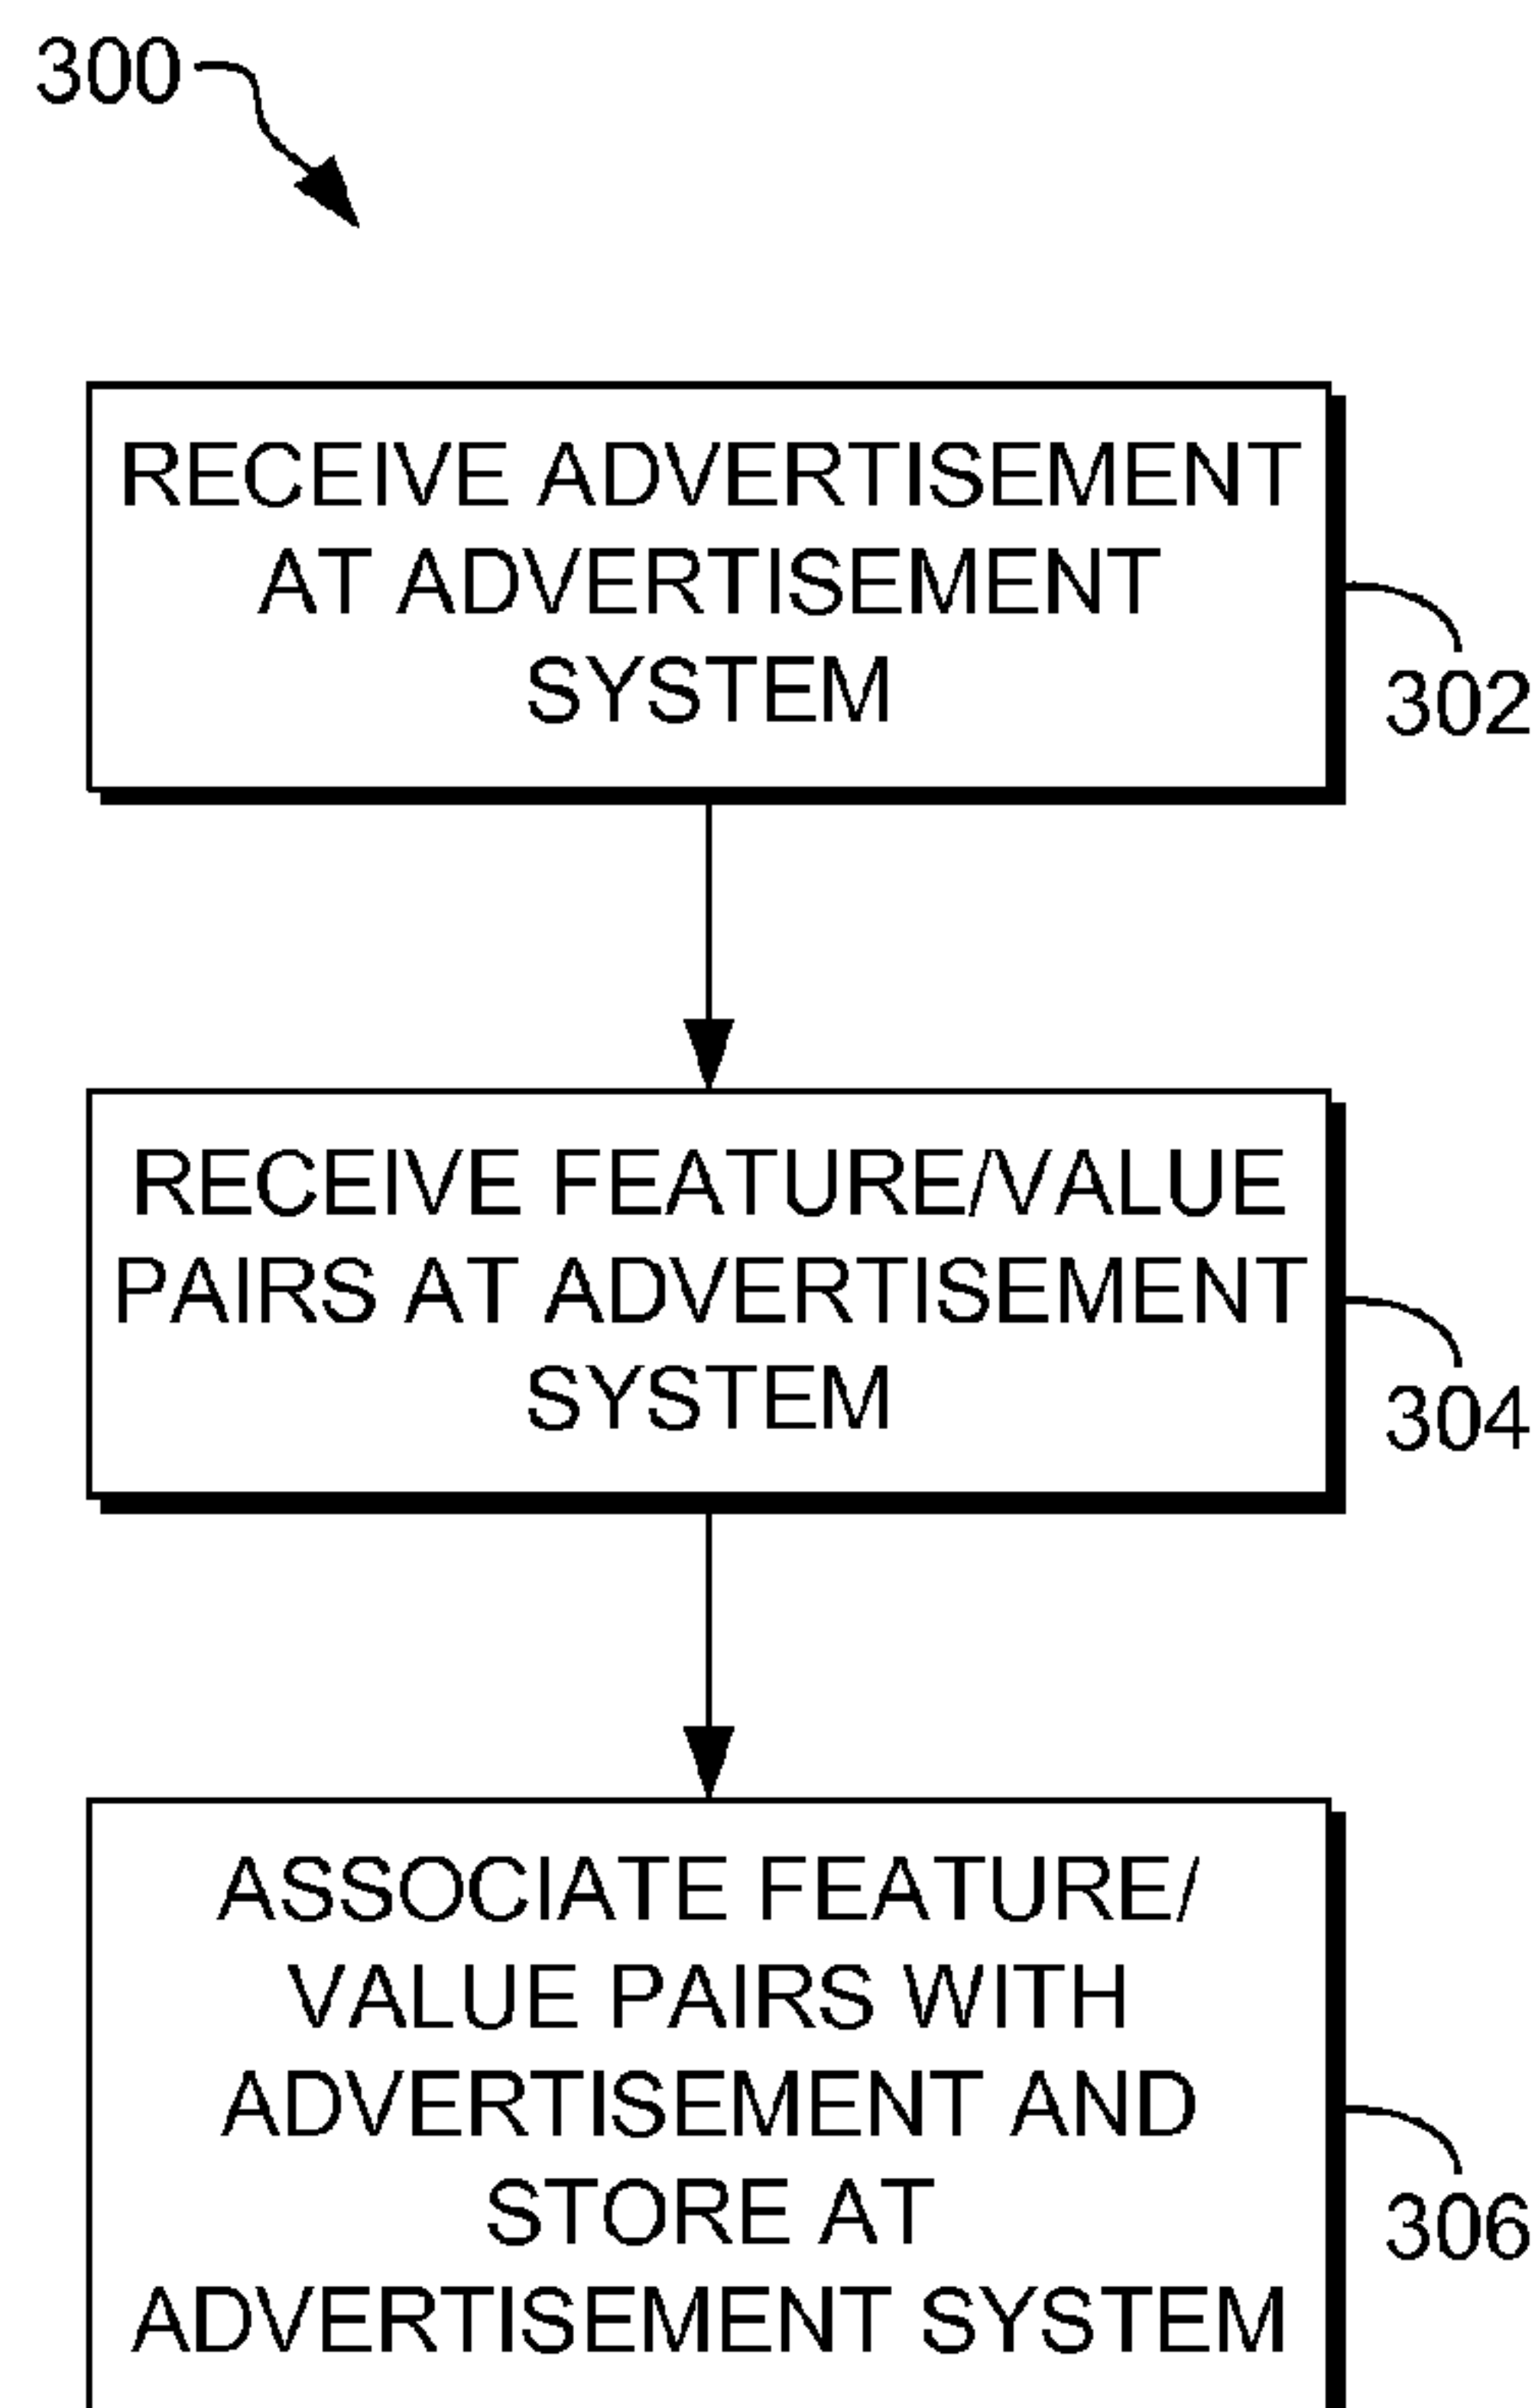 300
RECEIVE ADVERTISEMENT
AT ADVERTISEMENT
SYSTEM
302
RECEIVE FEATURE/VALUE
PAIRS AT ADVERTISEMENT
SYSTEM
304
ASSOCIATE FEATURE/
VALUE PAIRS WITH
ADVERTISEMENT AND
STORE AT
ADVERTISEMENT SYSTEM
306